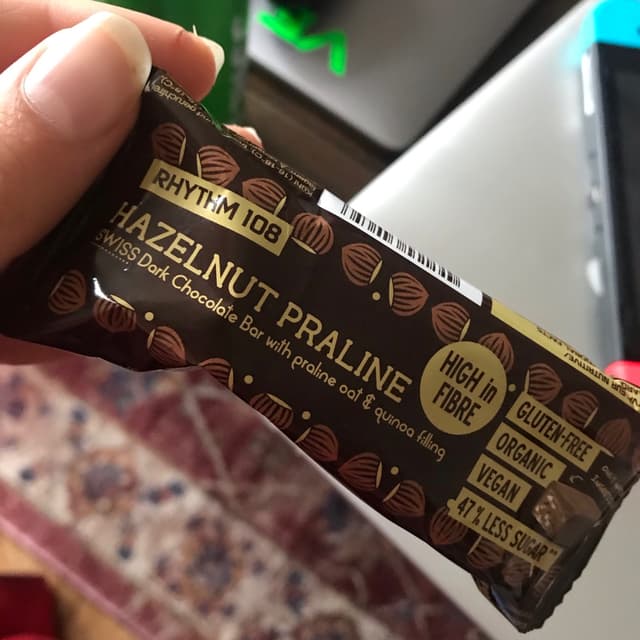 RHYTHM 108
HAZELNUT PRALINE
SWISS Dark Chocolate Bar with praline oat & quinoa filling
HIGH in
FIBRE
GLUTEN-FREE
ORGANIC
VEGAN
47% LESS SUGAR**